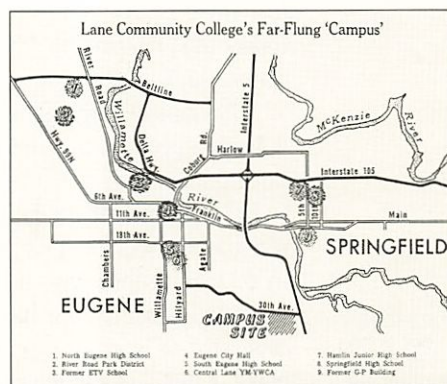 Lane Community College's Far-Flung 'Campus'
River Road
Beltline
Willamette
Hwy. 99N
Delta Hwy.
Coburg Rd.
Interstate 5
McKenzie River
Harlow
Interstate 105
6th Ave.
River
5th
10th
11th Ave.
Franklin
Main
18th Ave.
SPRINGFIELD
Chambers
Willamette
Hilyard
Agate
EUGENE
30th Ave.
CAMPUS SITE
1. North Eugene High School
2. River Road Park District
3. Former ETV School
4. Eugene City Hall
5. South Eugene High School
6. Central Lane YM-YWCA
7. Hamlin Junior High School
8. Springfield High School
9. Former G-P Building